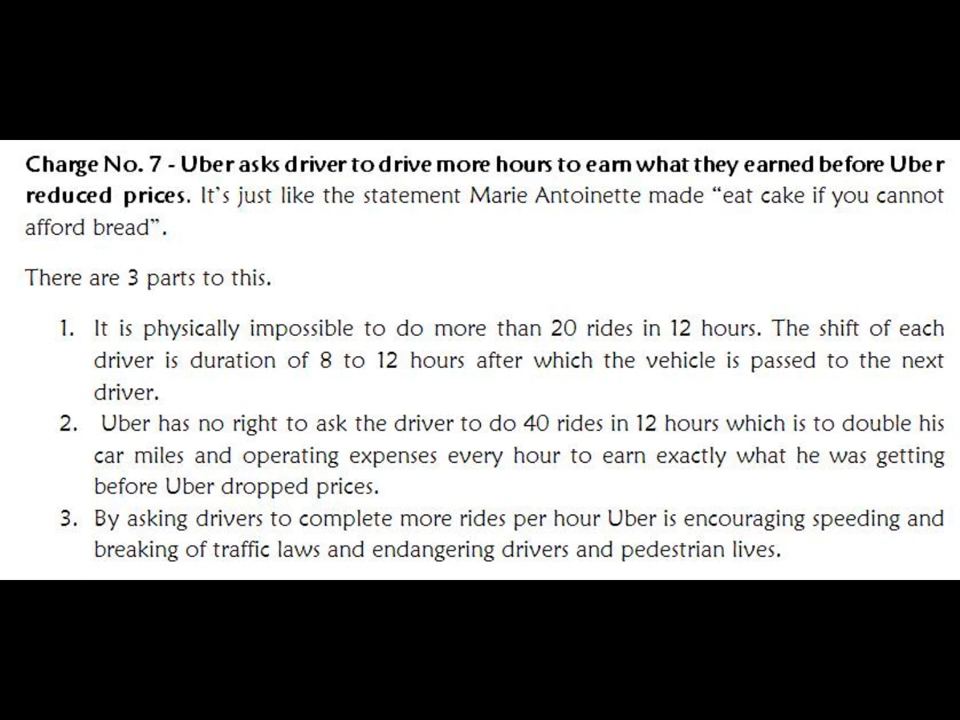 Charge No. 7 - Uber asks driver to drive more hours to earn what they earned before Uber
reduced prices. It's just like the statement Marie Antoinette made “eat cake if you cannot
afford bread”.
There are 3 parts to this.
1. It is physically impossible to do more than 20 rides in 12 hours. The shift of each
driver is duration of 8 to 12 hours after which the vehicle is passed to the next
driver.
2. Uber has no right to ask the driver to do 40 rides in 12 hours which is to double his
car miles and operating expenses every hour to earn exactly what he was getting
before Uber dropped prices.
3. By asking drivers to complete more rides per hour Uber is encouraging speeding and
breaking of traffic laws and endangering drivers and pedestrian lives.